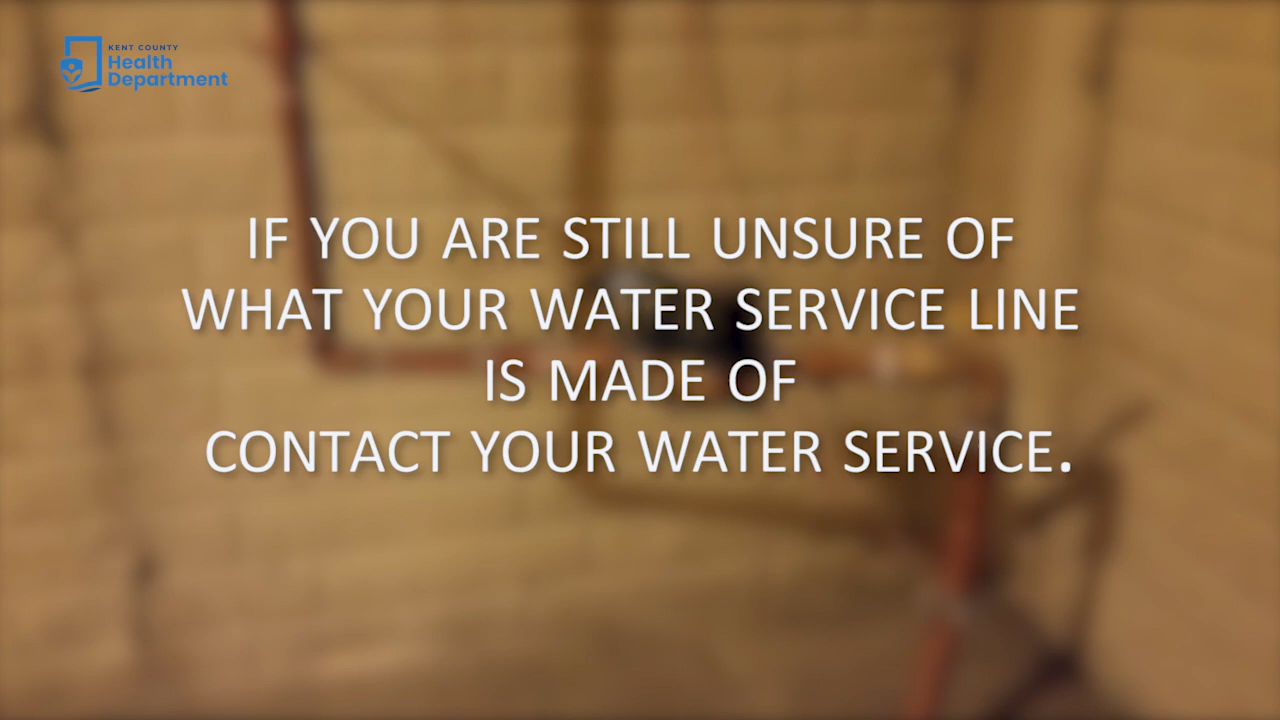 KENT COUNTY
Health
Department
IF YOU ARE STILL UNSURE OF
WHAT YOUR WATER SERVICE LINE
IS MADE OF
CONTACT YOUR WATER SERVICE.